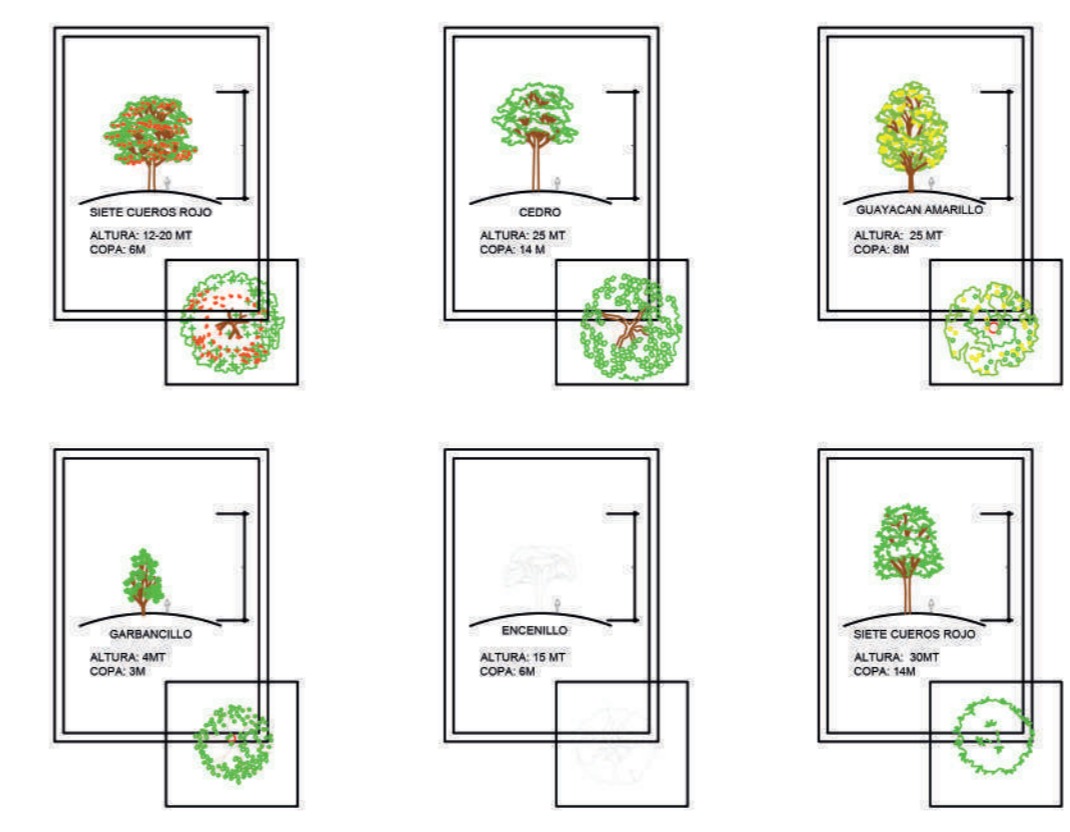 SIETE CUEROS ROJO
ALTURA: 12-20 MT
COPA: 6M
CEDRO
ALTURA: 25 MT
COPA: 14 M
GUAYACAN AMARILLO
ALTURA: 25 MT
COPA: 8M
GARBANCILLO
ALTURA: 4MT
COPA: 3M
ENCENILLO
ALTURA: 15 MT
COPA: 6M
SIETE CUEROS ROJO
ALTURA: 30MT
COPA: 14M